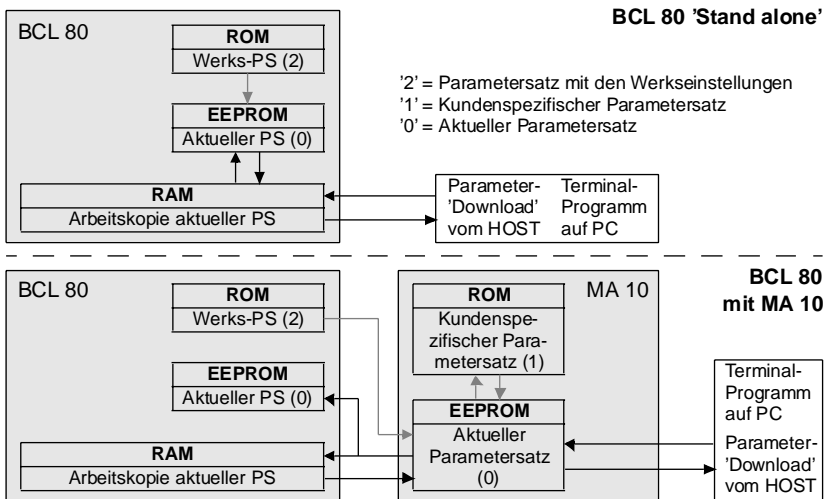 BCL 80 'Stand alone'
BCL 80
ROM
Werks-PS (2)
'2' = Parametersatz mit den Werkseinstellungen
'1' = Kundenspezifischer Parametersatz
'0' = Aktueller Parametersatz
EEPROM
Aktueller PS (0)
RAM
Arbeitskopie aktueller PS
Parameter-
'Download'
vom HOST
Terminal-
Programm
auf PC
BCL 80
mit MA 10
BCL 80
ROM
Werks-PS (2)
EEPROM
Aktueller PS (0)
RAM
Arbeitskopie aktueller PS
MA 10
ROM
Kundenspe-
zifischer Para-
metersatz (1)
EEPROM
Aktueller
Parametersatz
(0)
Terminal-
Programm
auf PC
Parameter-
'Download'
vom HOST